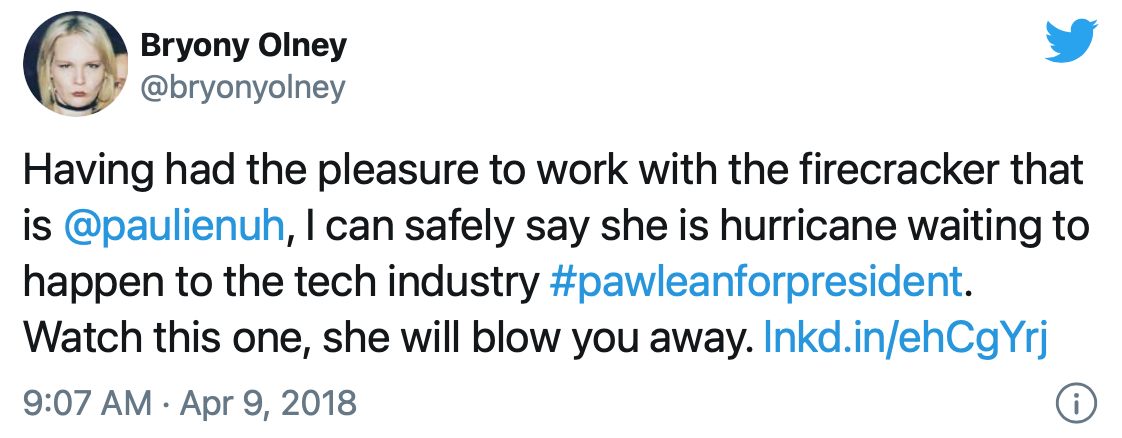 Bryony Olney
@bryonyolney
Having had the pleasure to work with the firecracker that
is @paulienuh, I can safely say she is hurricane waiting to
happen to the tech industry #pawleanforpresident.
Watch this one, she will blow you away. lnkd.in/ehCgYrj
9:07 AM · Apr 9, 2018